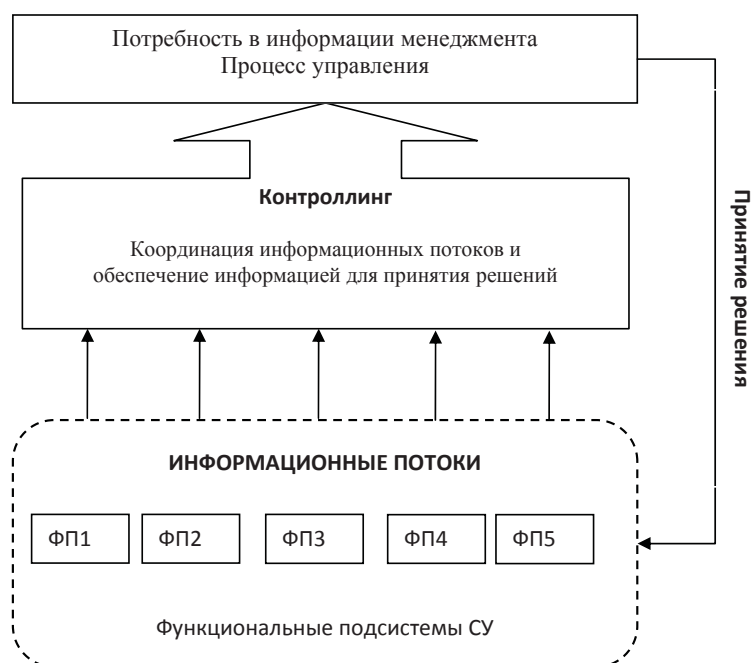 Потребность в информации менеджмента
Процесс управления
Контроллинг
Координация информационных потоков и
обеспечение информацией для принятия решений
Принятие решения
ИНФОРМАЦИОННЫЕ ПОТОКИ
ФП1
ФП2
ФП3
ФП4
ФП5
Функциональные подсистемы СУ